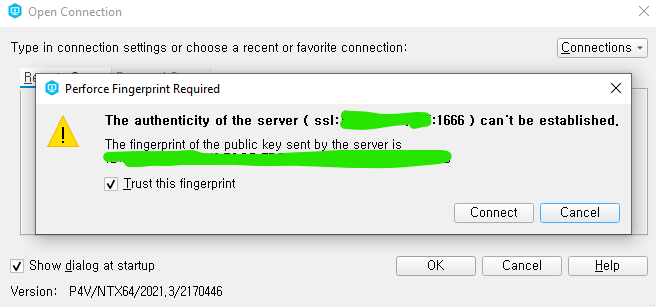 Open Connection
Type in connection settings or choose a recent or favorite connection:
Connections
Perforce Fingerprint Required
The authenticity of the server ( ssl: :1666 ) can't be established.
The fingerprint of the public key sent by the server is
Trust this fingerprint
Connect
Cancel
Show dialog at startup
OK
Cancel
Help
Version: P4V/NTX64/2021.3/2170446